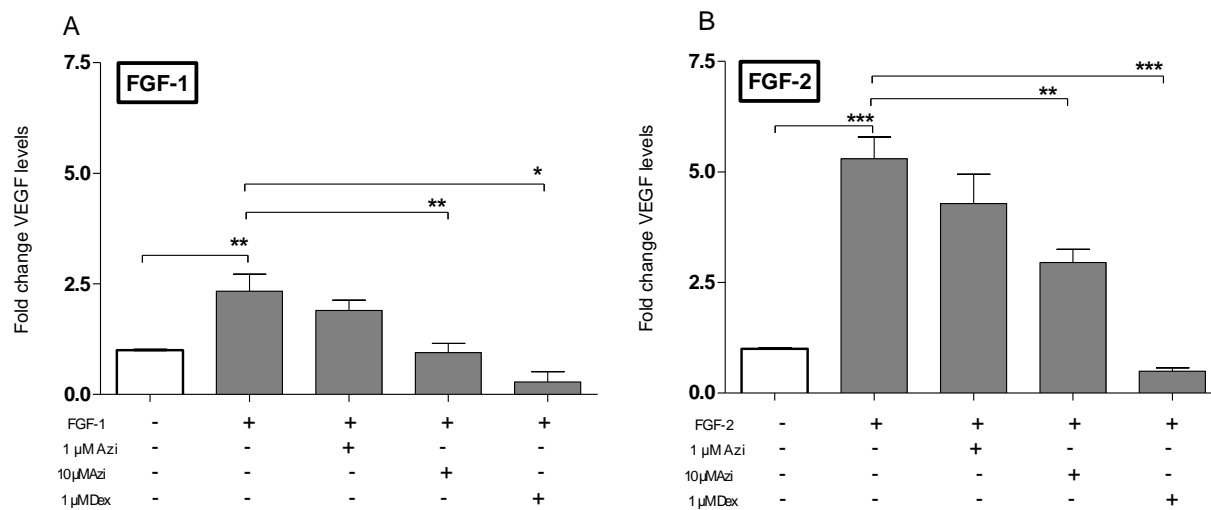 A
FGF-1
Fold change VEGF levels
7.5
5.0
2.5
0.0
**
**
*
FGF-1 - + + + +
1 µM Azi - - + - -
10µMAzi - - - + -
1 µMDex - - - - +
B
FGF-2
Fold change VEGF levels
7.5
5.0
2.5
0.0
***
**
***
FGF-2 - + + + +
1 µM Azi - - + - -
10µMAzi - - - + -
1 µMDex - - - - +